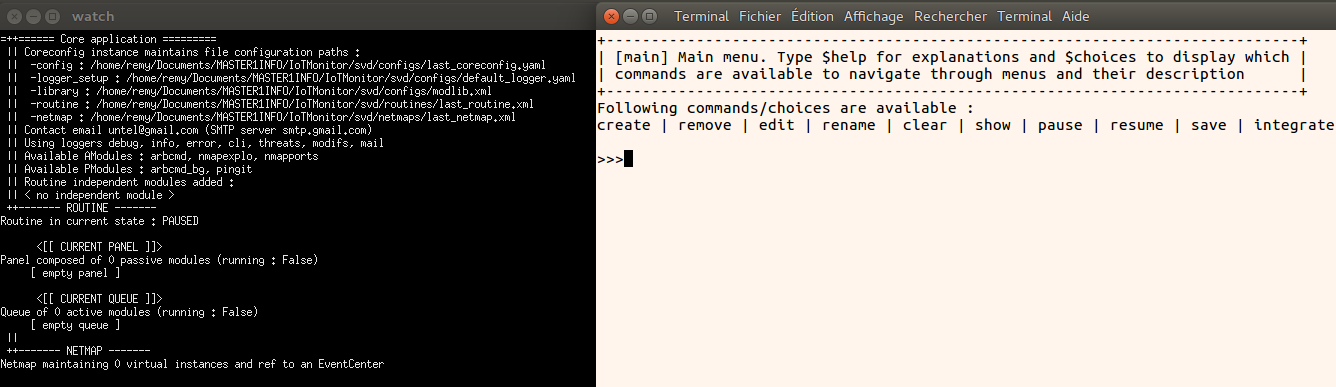 watch
=++====== Core application =========
|| Coreconfig instance maintains file configuration paths :
||  -config : /home/remy/Documents/MASTER1INFO/IoTMonitor/svd/configs/last_coreconfig.yaml
||  -logger_setup : /home/remy/Documents/MASTER1INFO/IoTMonitor/svd/configs/default_logger.yaml
||  -library : /home/remy/Documents/MASTER1INFO/IoTMonitor/svd/configs/modlib.xml
||  -routine : /home/remy/Documents/MASTER1INFO/IoTMonitor/svd/routines/last_routine.xml
||  -netmap : /home/remy/Documents/MASTER1INFO/IoTMonitor/svd/netmaps/last_netmap.xml
|| Contact email untel@gmail.com (SMTP server smtp.gmail.com)
|| Using loggers debug, info, error, cli, threats, modifs, mail
|| Available AModules : arbcmd, nmapexplo, nmapports
|| Available PModules : arbcmd_bg, pingit
|| Routine independent modules added :
|| < no independent module >
++------- ROUTINE -------
Routine in current state : PAUSED
<[[ CURRENT PANEL ]]>
Panel composed of 0 passive modules (running : False)
[ empty panel ]
<[[ CURRENT QUEUE ]]>
Queue of 0 active modules (running : False)
[ empty queue ]
||
++------- NETMAP -------
Netmap maintaining 0 virtual instances and ref to an EventCenter
Terminal Fichier Édition Affichage Rechercher Terminal Aide
+-----------------------------------------------------------------------------+
| [main] Main menu. Type $help for explanations and $choices to display which |
| commands are available to navigate through menus and their description      |
+-----------------------------------------------------------------------------+
Following commands/choices are available :
create | remove | edit | rename | clear | show | pause | resume | save | integrate
>>>